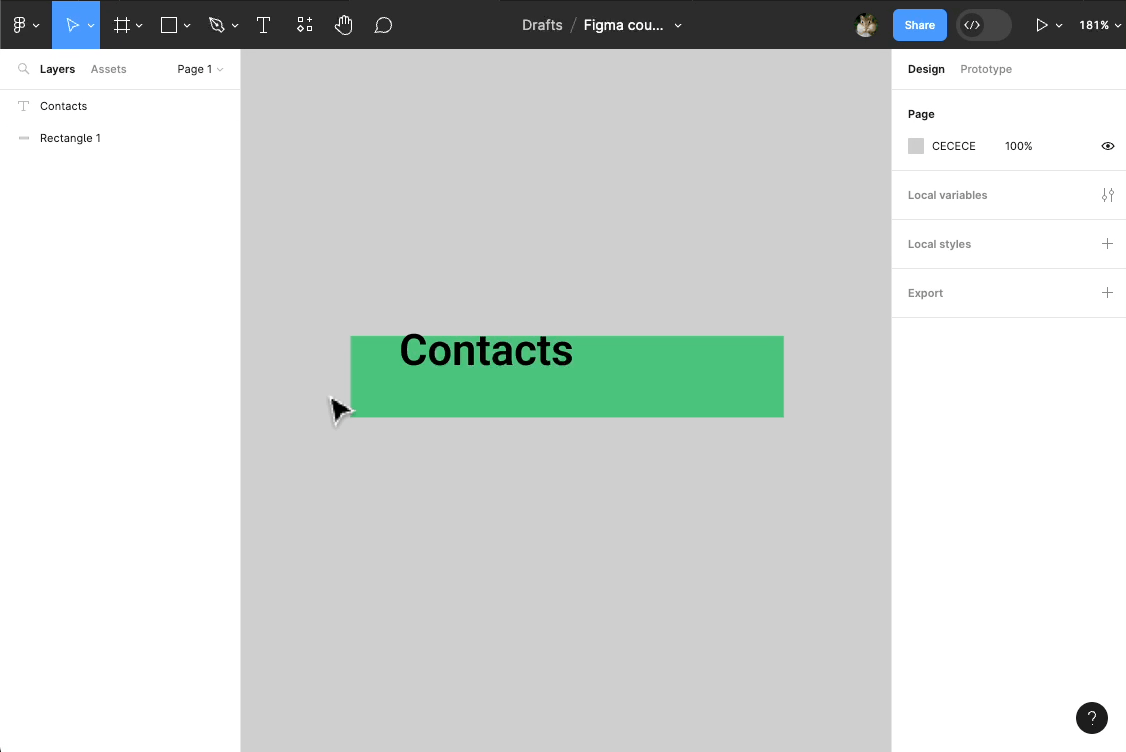 Drafts / Figma cou... Share 181%
Layers Assets Page 1
Contacts
Rectangle 1
Contacts
Design Prototype
Page
CECECE 100%
Local variables
Local styles
Export
?